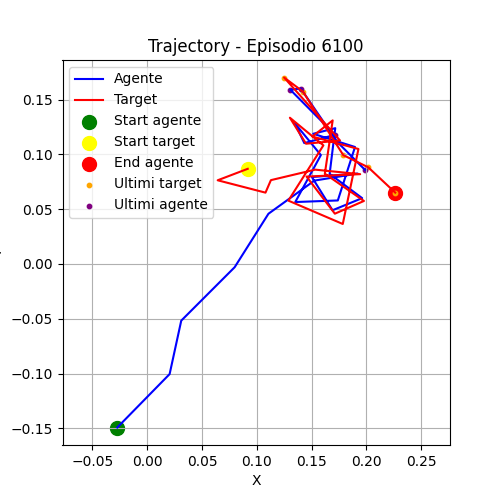 Trajectory - Episodio 6100
Agente
Target
Start agente
Start target
End agente
Ultimi target
Ultimi agente
0.15
0.10
0.05
0.00
−0.05
−0.10
−0.15
−0.05
0.00
0.05
0.10
0.15
0.20
0.25
X